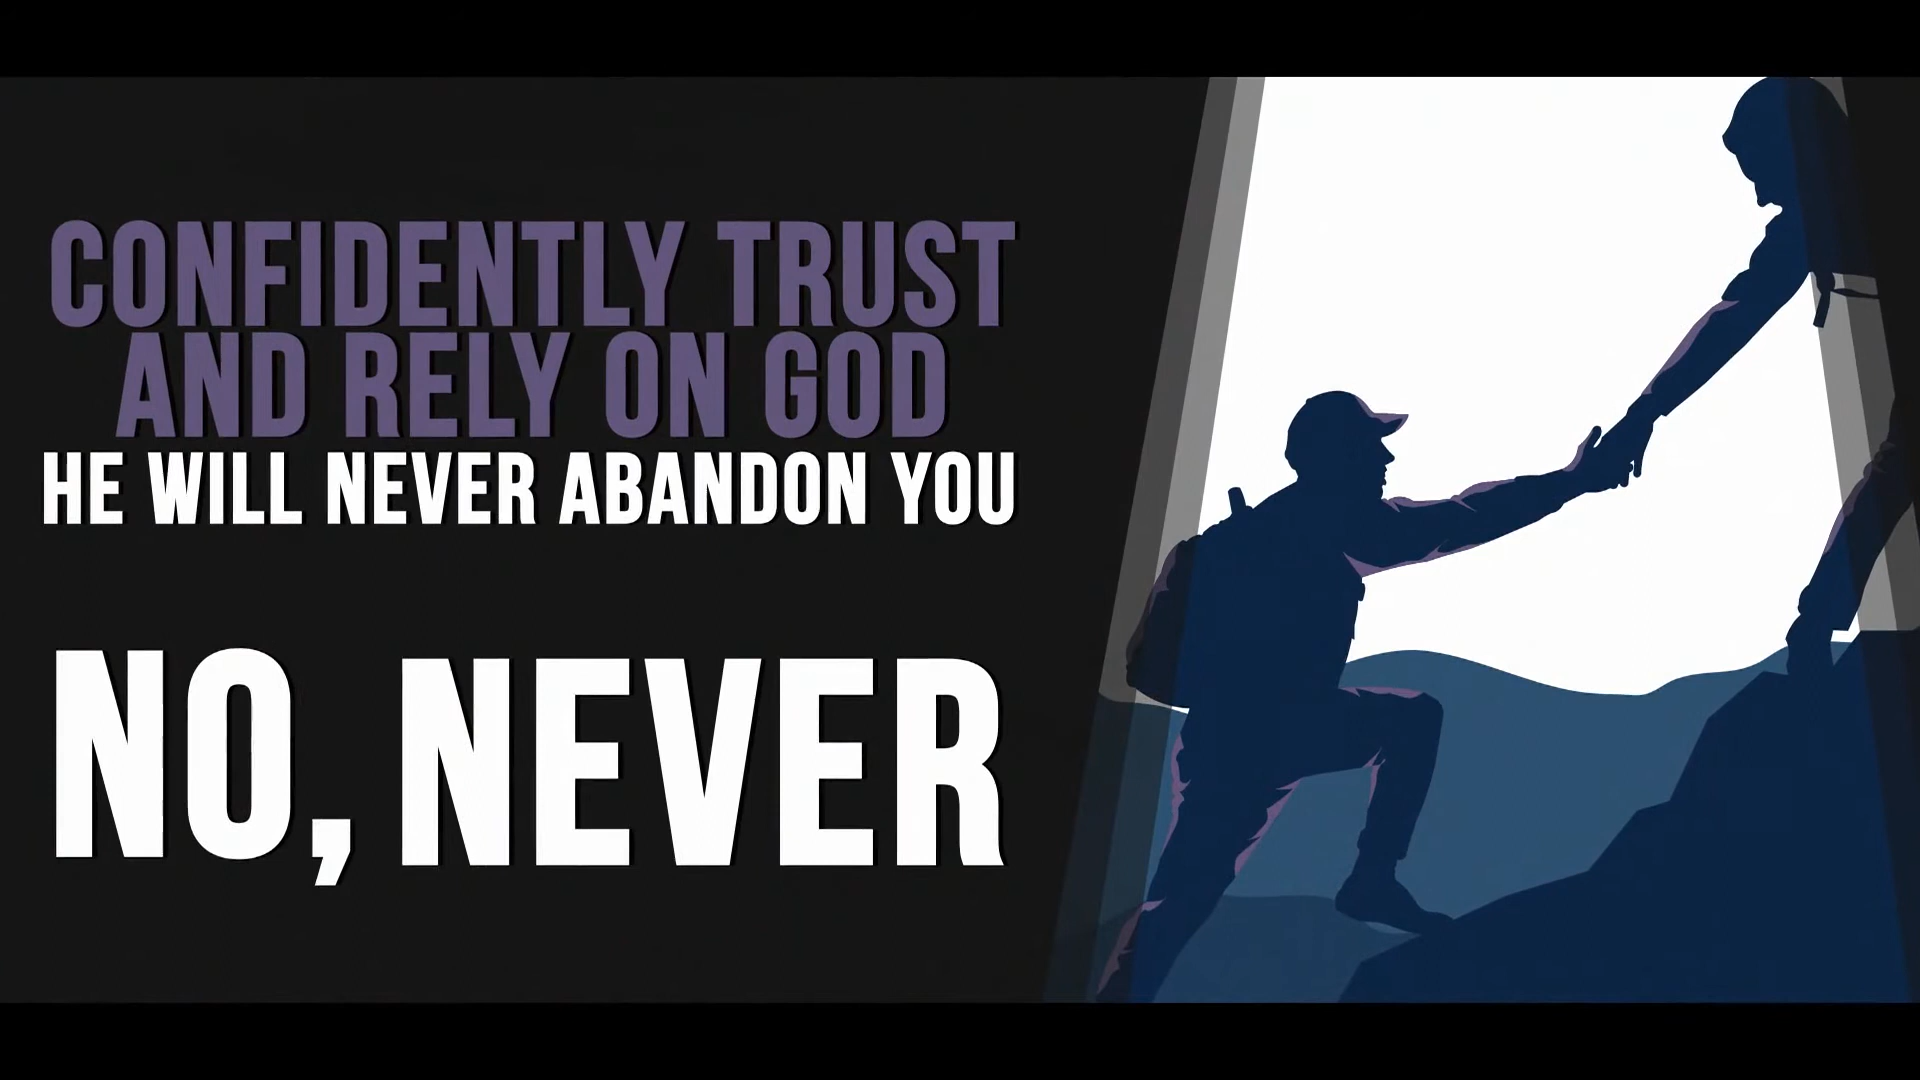 CONFIDENTLY TRUST
AND RELY ON GOD
HE WILL NEVER ABANDON YOU
NO, NEVER